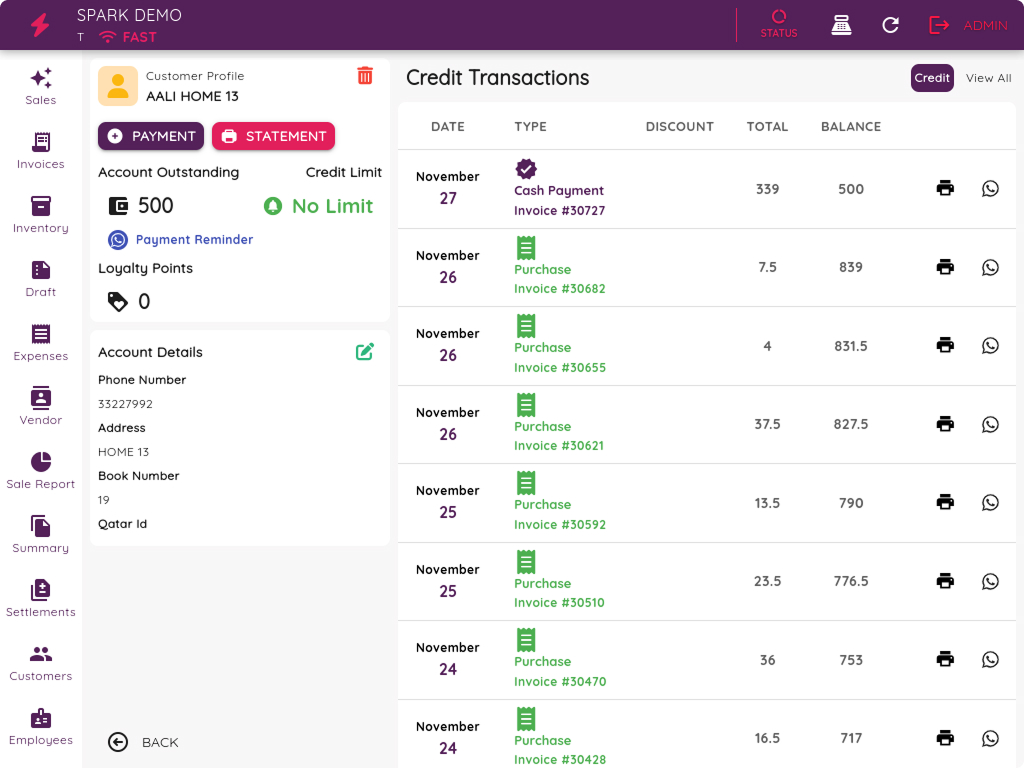 SPARK DEMO
T FAST
STATUS
ADMIN
Sales
Invoices
Inventory
Draft
Expenses
Vendor
Sale Report
Summary
Settlements
Customers
Employees
Customer Profile
AALI HOME 13
PAYMENT
STATEMENT
Account Outstanding
Credit Limit
500
No Limit
Payment Reminder
Loyalty Points
0
Account Details
Phone Number
33227992
Address
HOME 13
Book Number
19
Qatar Id
BACK
Credit Transactions
Credit
View All
DATE TYPE DISCOUNT TOTAL BALANCE
November
27
Cash Payment
Invoice #30727
339
500
November
26
Purchase
Invoice #30682
7.5
839
November
26
Purchase
Invoice #30655
4
831.5
November
26
Purchase
Invoice #30621
37.5
827.5
November
25
Purchase
Invoice #30592
13.5
790
November
25
Purchase
Invoice #30510
23.5
776.5
November
24
Purchase
Invoice #30470
36
753
November
24
Purchase
Invoice #30428
16.5
717